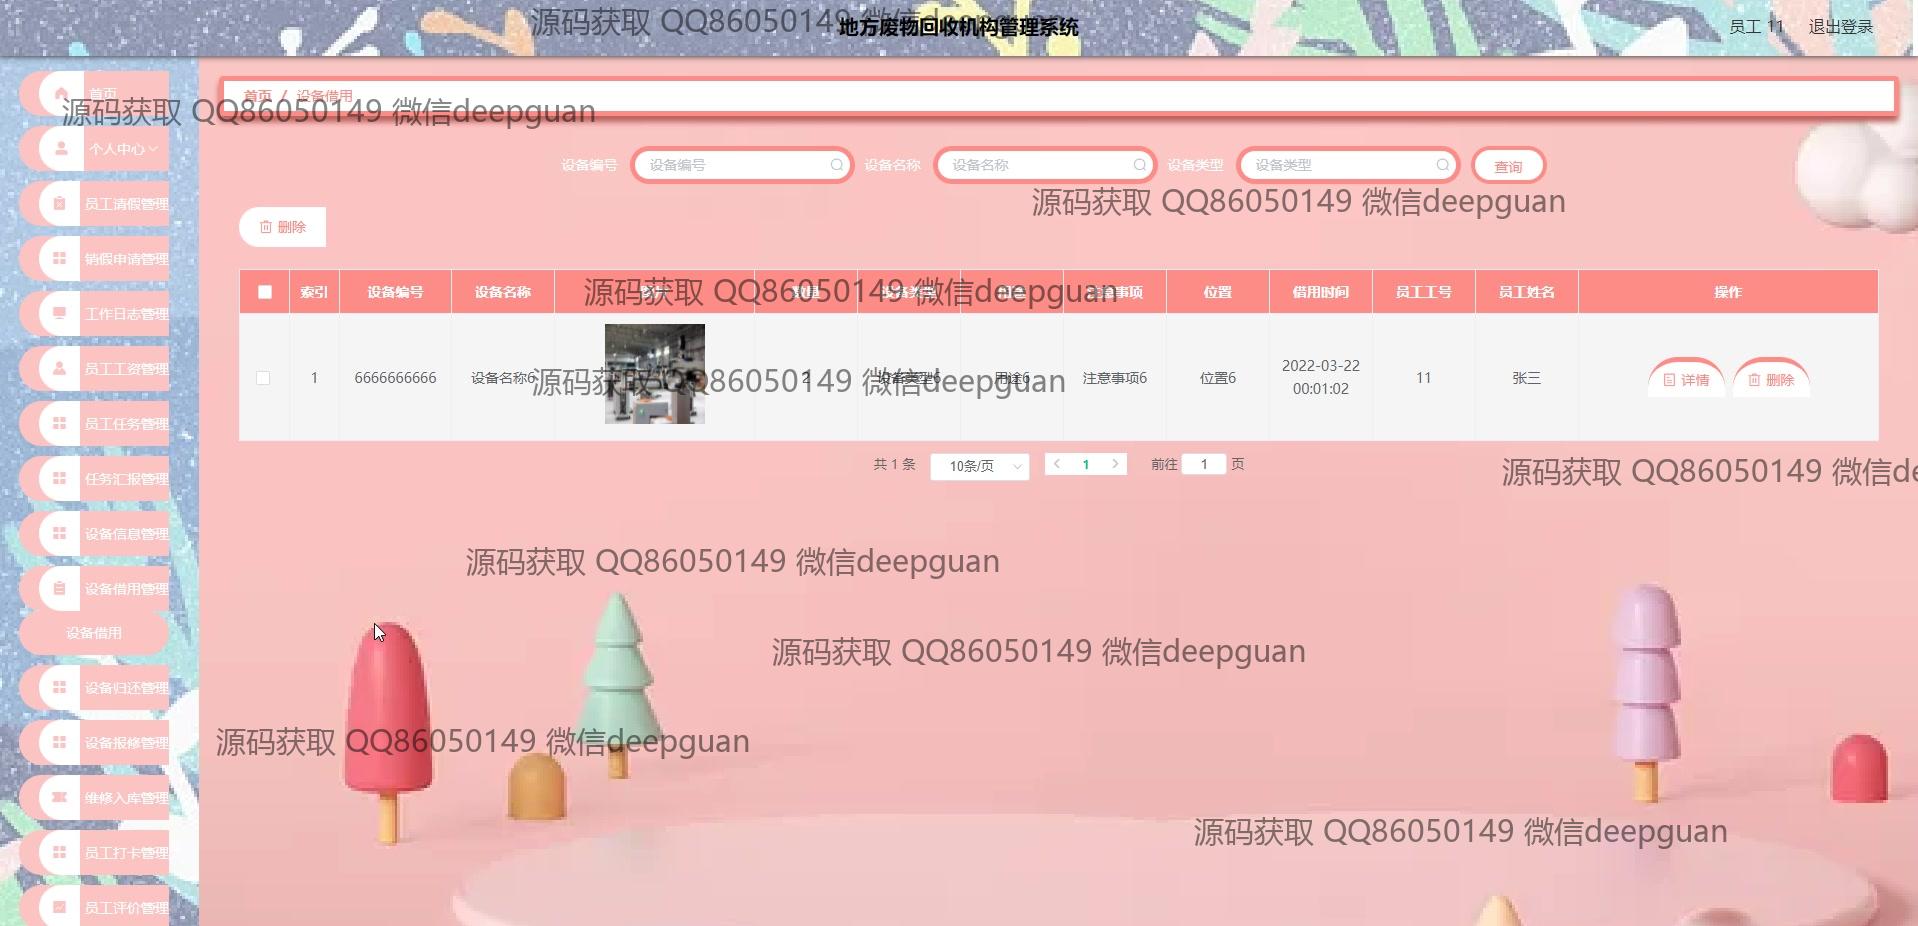 源码获取 QQ86050149 微信deepguan
地方废物回收机构管理系统
员工 11 退出登录
首页
首页 / 设备借用
源码获取 QQ86050149 微信deepguan
个人中心
设备编号 设备编号 设备名称 设备名称 设备类型 设备类型 查询
员工请假管理
源码获取 QQ86050149 微信deepguan
删除
销假申请管理
索引 设备编号 设备名称 数量 设备类型 用途 注意事项 位置 借用时间 员工工号 员工姓名 操作
源码获取 QQ86050149 微信deepguan
工作日志管理
员工工资管理
1 6666666666 设备名称6 2 设备类型6 用途6 注意事项6 位置6 2022-03-22 11 张三 详情 删除
00:01:02
源码获取 QQ86050149 微信deepguan
员工任务管理
共 1 条 10条/页 1 前往 1 页
源码获取 QQ86050149 微信de
任务汇报管理
设备信息管理
源码获取 QQ86050149 微信deepguan
设备借用管理
设备借用
源码获取 QQ86050149 微信deepguan
设备归还管理
设备报修管理
源码获取 QQ86050149 微信deepguan
维修入库管理
源码获取 QQ86050149 微信deepguan
员工打卡管理
员工评价管理